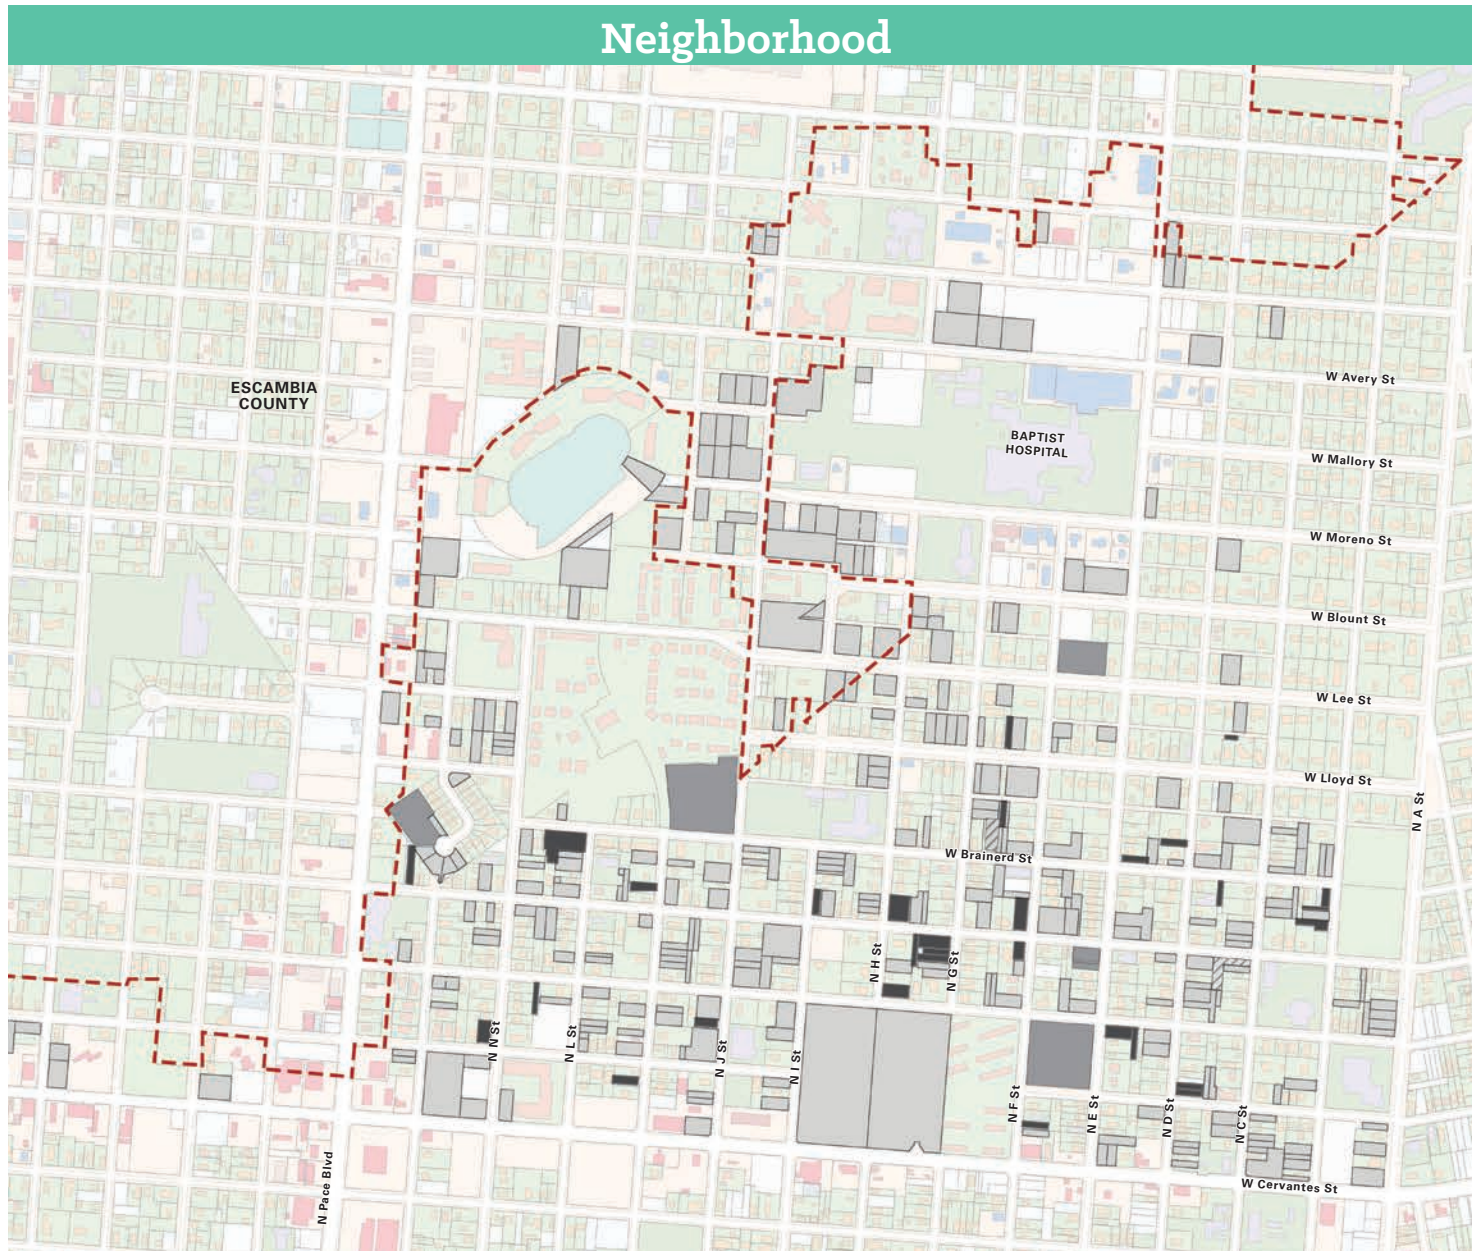 Neighborhood
W Avery St
ESCAMBIA
COUNTY
BAPTIST
HOSPITAL
W Mallory St
W Moreno St
W Blount St
W Lee St
W Lloyd St
N A St
W Brainerd St
N H St
N G St
N N St
N L St
N J St
N I St
N F St
N E St
N D St
N C St
N Pace Blvd
W Cervantes St